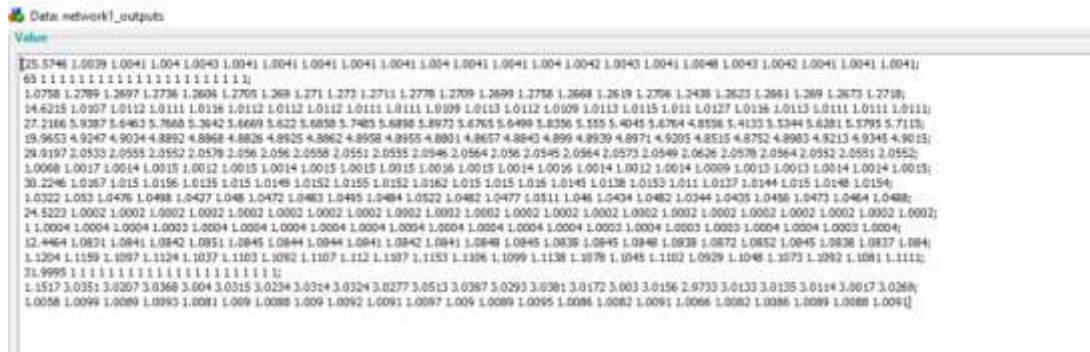 Data: network1_outputs
Value
[25.5746 1.0039 1.0041 1.004 1.0043 1.0041 1.0041 1.0041 1.0041 1.0041 1.0041 1.004 1.0041 1.0041 1.004 1.0042 1.0043 1.0041 1.0048 1.0043 1.0042 1.0041 1.0041 1.0041;
65 1 1 1 1 1 1 1 1 1 1 1 1 1 1 1 1 1 1 1 1 1 1 1;
1.0758 1.2789 1.2697 1.2736 1.2606 1.2705 1.269 1.271 1.273 1.2711 1.2778 1.2709 1.2699 1.2758 1.2668 1.2619 1.2706 1.2438 1.2623 1.2661 1.269 1.2673 1.2718;
14.6215 1.0107 1.0112 1.0111 1.0116 1.0112 1.0112 1.0112 1.0111 1.0111 1.0109 1.0113 1.0112 1.0109 1.0113 1.0115 1.011 1.0127 1.0116 1.0113 1.0111 1.0111 1.0111;
27.2166 5.9387 5.6463 5.7668 5.3642 5.6669 5.622 5.6858 5.7485 5.6898 5.8972 5.6765 5.6499 5.8356 5.555 5.4045 5.6764 4.8556 5.4133 5.5344 5.6281 5.5795 5.7115;
19.9653 4.9247 4.9034 4.8892 4.8868 4.8826 4.8925 4.8862 4.8958 4.8955 4.8801 4.8657 4.8843 4.899 4.8939 4.8971 4.9205 4.8515 4.8752 4.8983 4.9213 4.9345 4.9015;
29.9197 2.0533 2.0555 2.0552 2.0578 2.056 2.056 2.0558 2.0551 2.0555 2.0546 2.0564 2.056 2.0545 2.0564 2.0573 2.0549 2.0626 2.0578 2.0564 2.0552 2.0551 2.0552;
1.0068 1.0017 1.0014 1.0015 1.0012 1.0015 1.0014 1.0015 1.0015 1.0015 1.0016 1.0015 1.0014 1.0016 1.0014 1.0012 1.0014 1.0009 1.0013 1.0013 1.0014 1.0014 1.0015;
30.2246 1.0167 1.015 1.0156 1.0135 1.015 1.0149 1.0152 1.0155 1.0152 1.0162 1.015 1.015 1.016 1.0145 1.0138 1.0153 1.011 1.0137 1.0144 1.015 1.0148 1.0154;
1.0322 1.053 1.0476 1.0498 1.0427 1.048 1.0472 1.0483 1.0495 1.0484 1.0522 1.0482 1.0477 1.0511 1.046 1.0434 1.0482 1.0344 1.0435 1.0456 1.0473 1.0464 1.0488;
24.5223 1.0002 1.0002 1.0002 1.0002 1.0002 1.0002 1.0002 1.0002 1.0002 1.0002 1.0002 1.0002 1.0002 1.0002 1.0002 1.0002 1.0002 1.0002 1.0002 1.0002 1.0002 1.0002;
1 1.0004 1.0004 1.0004 1.0003 1.0004 1.0004 1.0004 1.0004 1.0004 1.0004 1.0004 1.0004 1.0004 1.0004 1.0003 1.0004 1.0003 1.0003 1.0004 1.0004 1.0003 1.0004;
12.4464 1.0831 1.0841 1.0842 1.0851 1.0845 1.0844 1.0844 1.0841 1.0842 1.0841 1.0848 1.0845 1.0838 1.0845 1.0848 1.0838 1.0872 1.0852 1.0845 1.0838 1.0837 1.084;
1.1204 1.1159 1.1097 1.1124 1.1037 1.1103 1.1092 1.1107 1.112 1.1107 1.1153 1.1106 1.1099 1.1138 1.1078 1.1045 1.1102 1.0929 1.1048 1.1073 1.1092 1.1081 1.1111;
31.9995 1 1 1 1 1 1 1 1 1 1 1 1 1 1 1 1 1 1 1 1 1 1;
1.1517 3.0351 3.0207 3.0368 3.004 3.0315 3.0234 3.0314 3.0324 3.0277 3.0513 3.0397 3.0293 3.0381 3.0172 3.003 3.0156 2.9733 3.0133 3.0135 3.0114 3.0017 3.0269;
1.0058 1.0099 1.0089 1.0093 1.0081 1.009 1.0088 1.009 1.0092 1.0091 1.0097 1.009 1.0089 1.0095 1.0086 1.0082 1.0091 1.0066 1.0082 1.0086 1.0089 1.0088 1.0091]